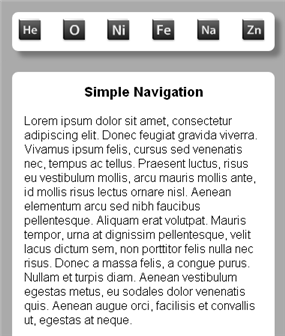 He O Ni Fe Na Zn
Simple Navigation
Lorem ipsum dolor sit amet, consectetur
adipiscing elit. Donec feugiat gravida viverra.
Vivamus ipsum felis, cursus sed venenatis
nec, tempus ac tellus. Praesent luctus, risus
eu vestibulum mollis, arcu mauris mollis ante,
id mollis risus lectus ornare nisl. Aenean
elementum arcu sed nibh faucibus
pellentesque. Aliquam erat volutpat. Mauris
tempor, urna at dignissim pellentesque, velit
lacus dictum sem, non porttitor felis nulla nec
risus. Donec a massa felis, a congue purus.
Nullam et turpis diam. Aenean vestibulum
egestas metus, eu sodales dolor venenatis
quis. Aenean augue orci, facilisis et convallis
ut, egestas at neque.